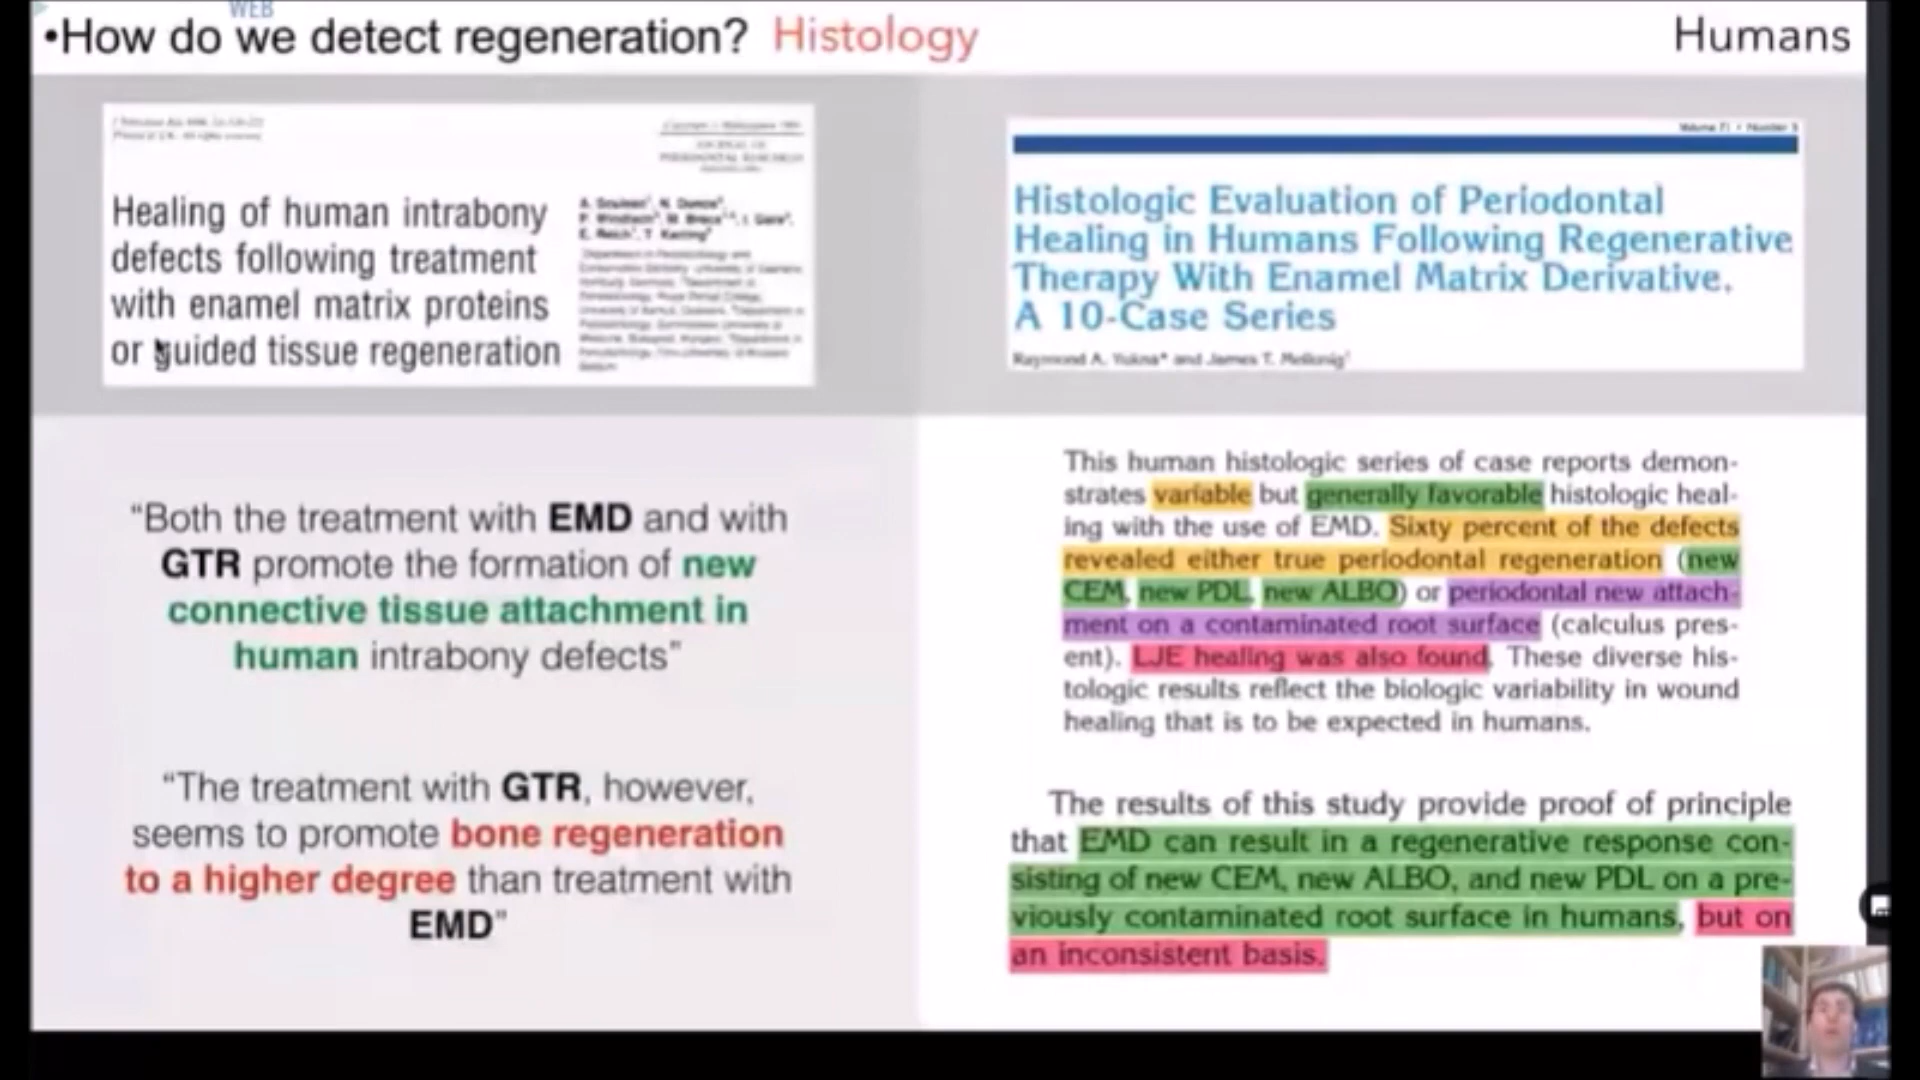 WEB
•How do we detect regeneration? Histology
Humans
Healing of human intrabony
defects following treatment
with enamel matrix proteins
or guided tissue regeneration
Volume 71 • Number 5
Histologic Evaluation of Periodontal
Healing in Humans Following Regenerative
Therapy With Enamel Matrix Derivative.
A 10-Case Series
Raymond A. Yukna* and James T. Mellonig†
“Both the treatment with EMD and with
GTR promote the formation of new
connective tissue attachment in
human intrabony defects”
“The treatment with GTR, however,
seems to promote bone regeneration
to a higher degree than treatment with
EMD”
This human histologic series of case reports demon-
strates variable but generally favorable histologic heal-
ing with the use of EMD. Sixty percent of the defects
revealed either true periodontal regeneration (new
CEM, new PDL, new ALBO) or periodontal new attach-
ment on a contaminated root surface (calculus pres-
ent). LJE healing was also found. These diverse his-
tologic results reflect the biologic variability in wound
healing that is to be expected in humans.
The results of this study provide proof of principle
that EMD can result in a regenerative response con-
sisting of new CEM, new ALBO, and new PDL on a pre-
viously contaminated root surface in humans, but on
an inconsistent basis.